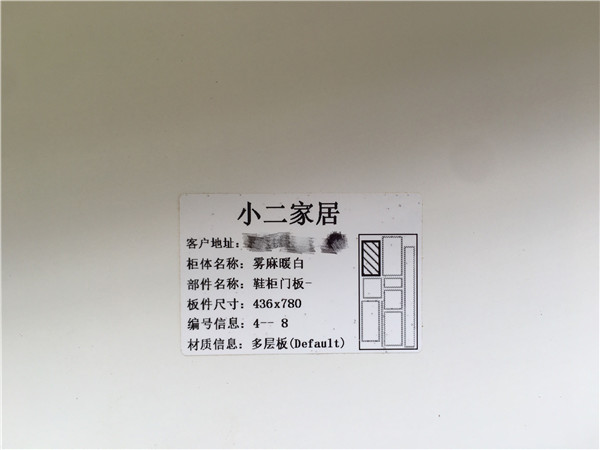 小二家居
客户地址:
柜体名称: 雾麻暖白
部件名称: 鞋柜门板-
板件尺寸: 436x780
编号信息: 4-- 8
材质信息: 多层板(Default)